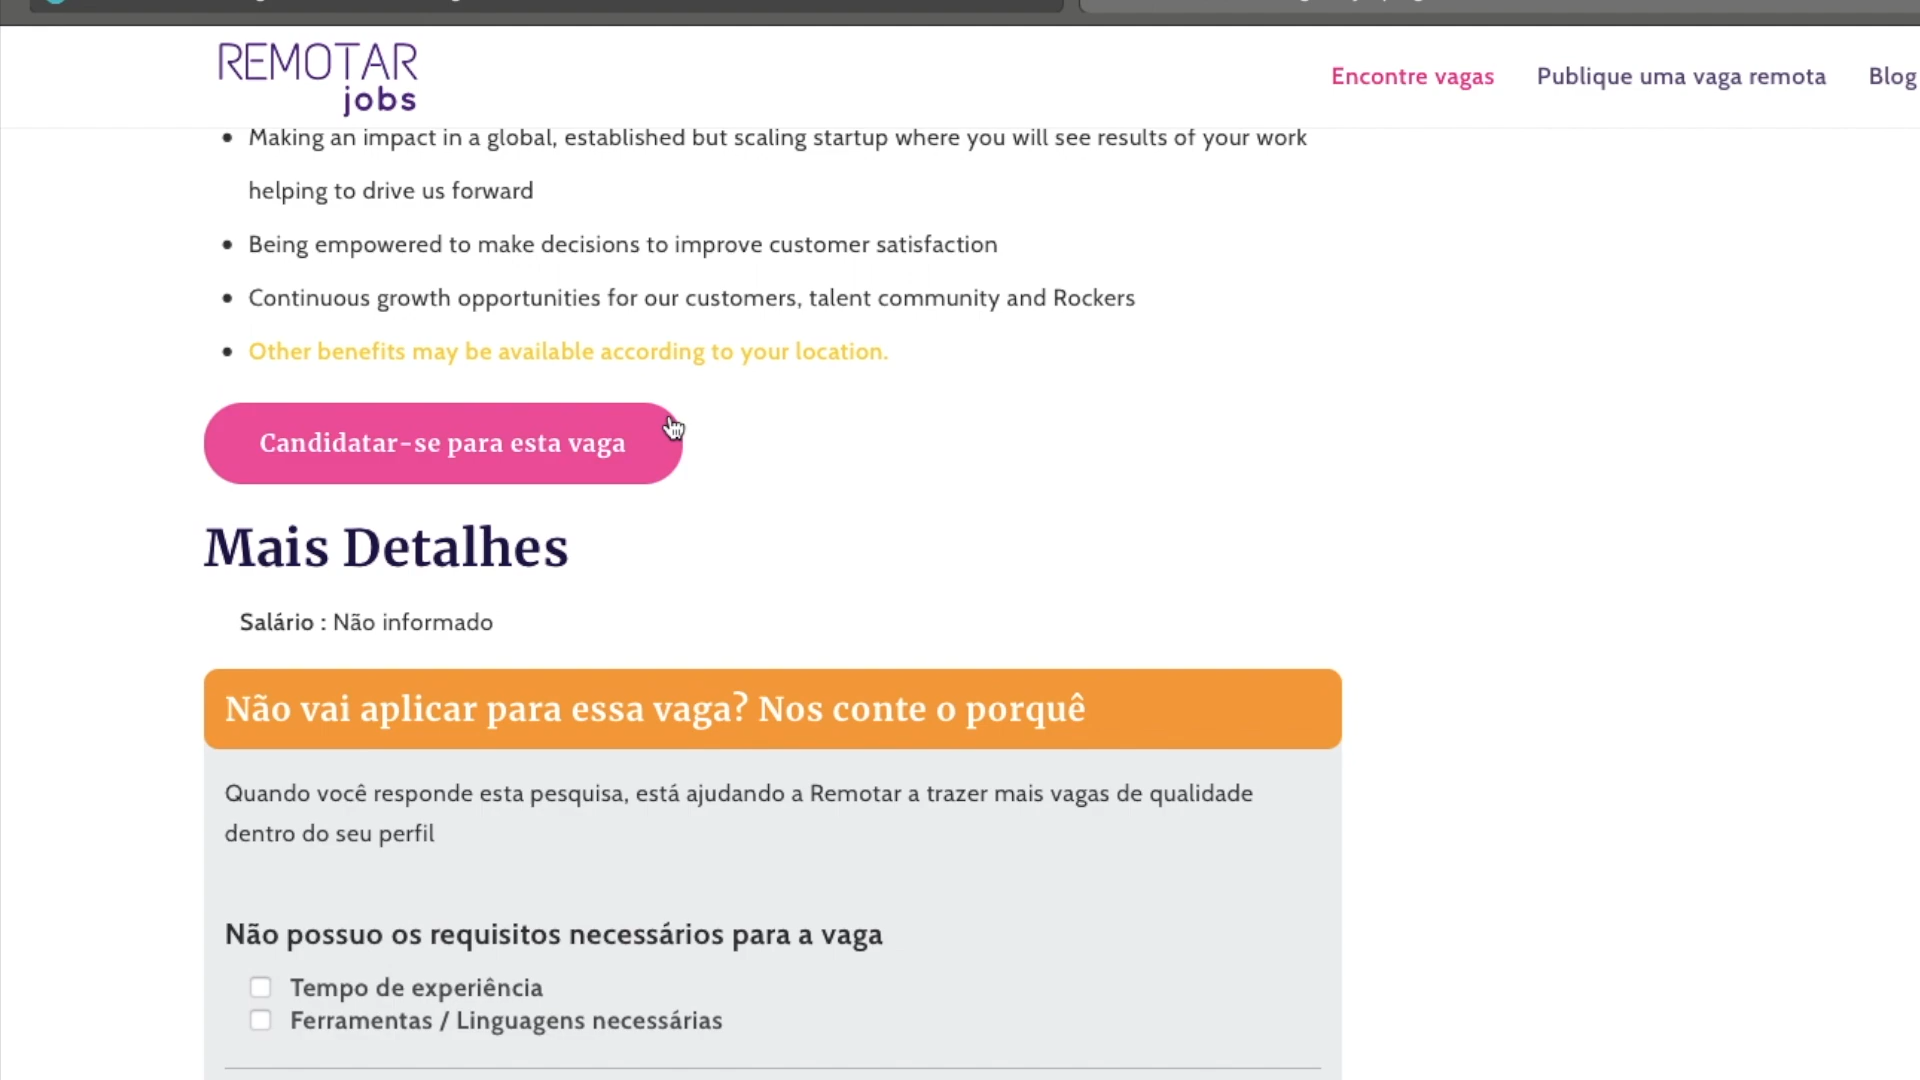 REMOTAR
jobs
Encontre vagas
Publique uma vaga remota
Blog
Making an impact in a global, established but scaling startup where you will see results of your work
helping to drive us forward
Being empowered to make decisions to improve customer satisfaction
Continuous growth opportunities for our customers, talent community and Rockers
Other benefits may be available according to your location.
Candidatar-se para esta vaga
Mais Detalhes
Salário : Não informado
Não vai aplicar para essa vaga? Nos conte o porquê
Quando você responde esta pesquisa, está ajudando a Remotar a trazer mais vagas de qualidade
dentro do seu perfil
Não possuo os requisitos necessários para a vaga
Tempo de experiência
Ferramentas / Linguagens necessárias